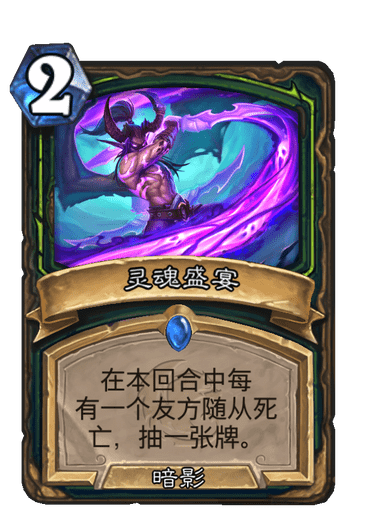 2
灵魂盛宴
在本回合中每
有一个友方随从死
亡，抽一张牌。
暗影